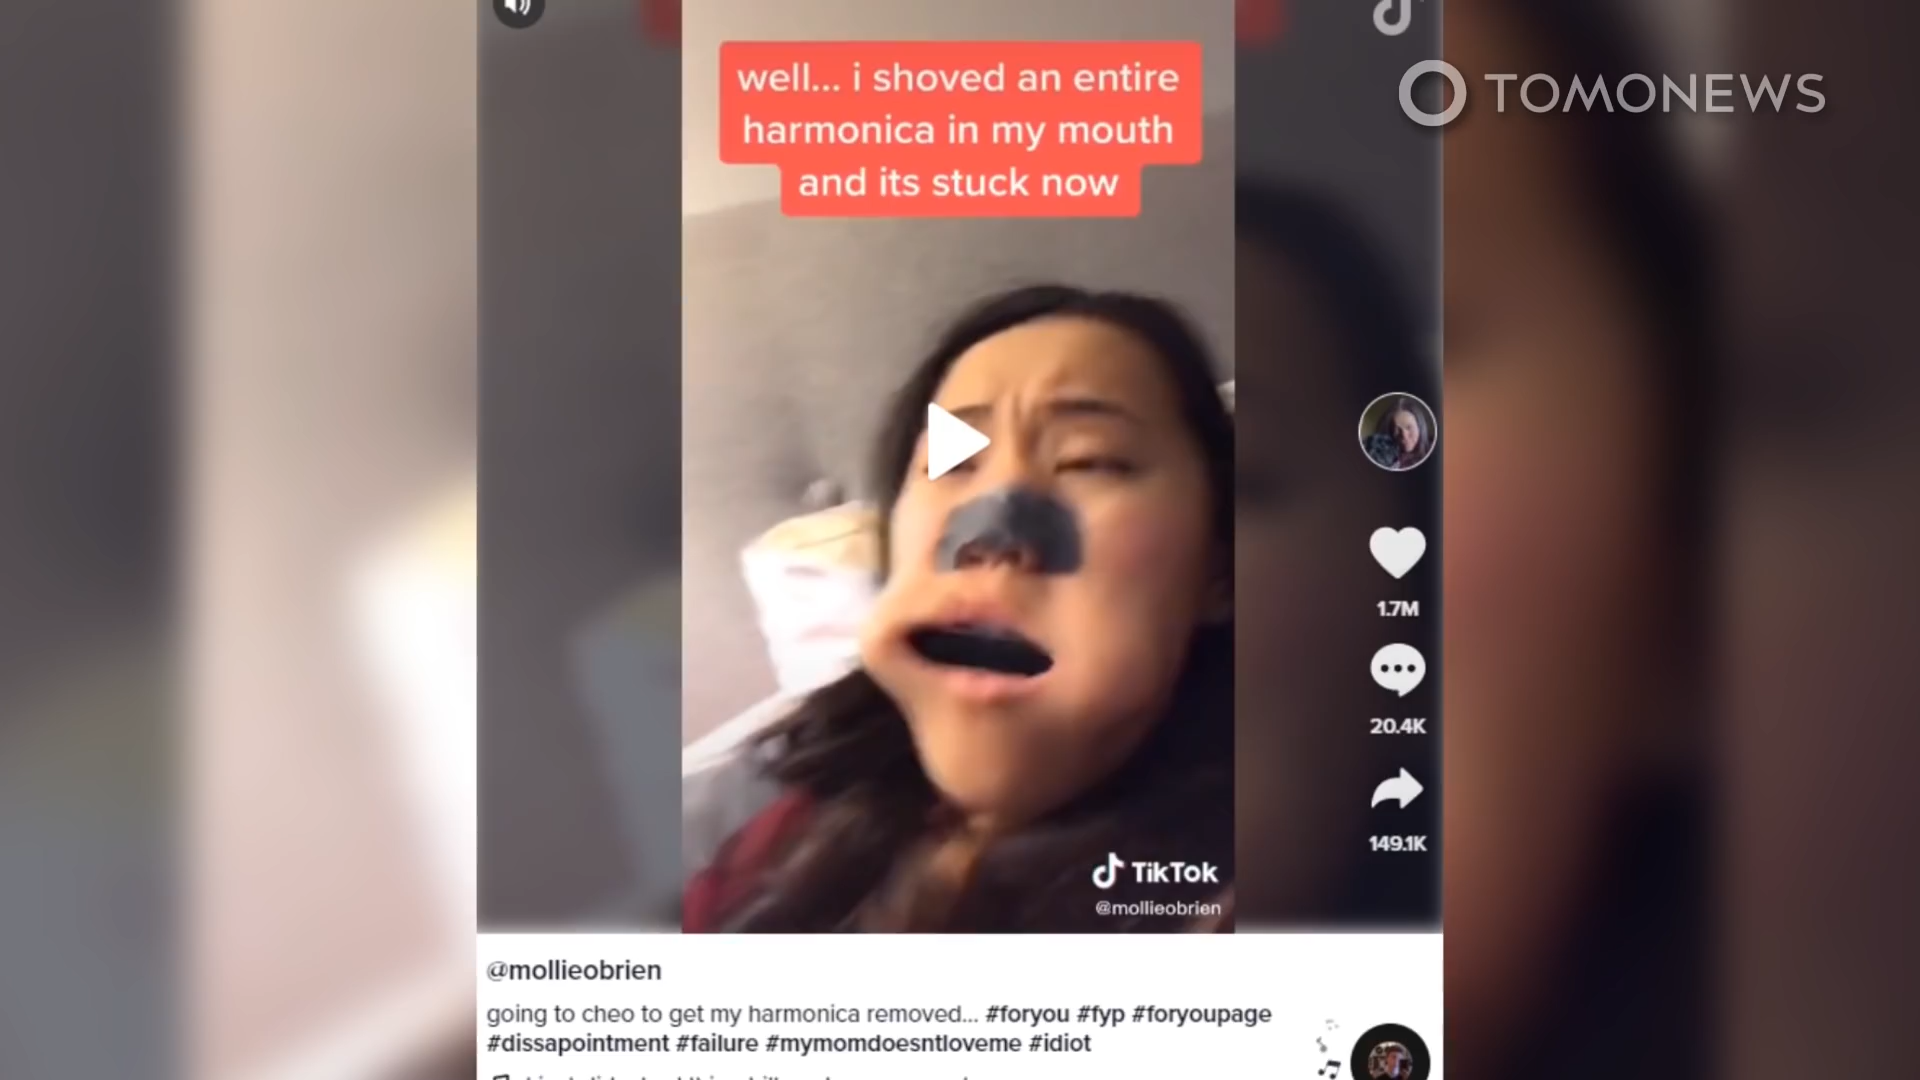 well... i shoved an entire
harmonica in my mouth
and its stuck now
TOMONEWS
1.7M
20.4K
149.1K
TikTok
@mollieobrien
@mollieobrien
going to cheo to get my harmonica removed... #foryou #fyp #foryoupage
#dissapointment #failure #mymomdoesntloveme #idiot